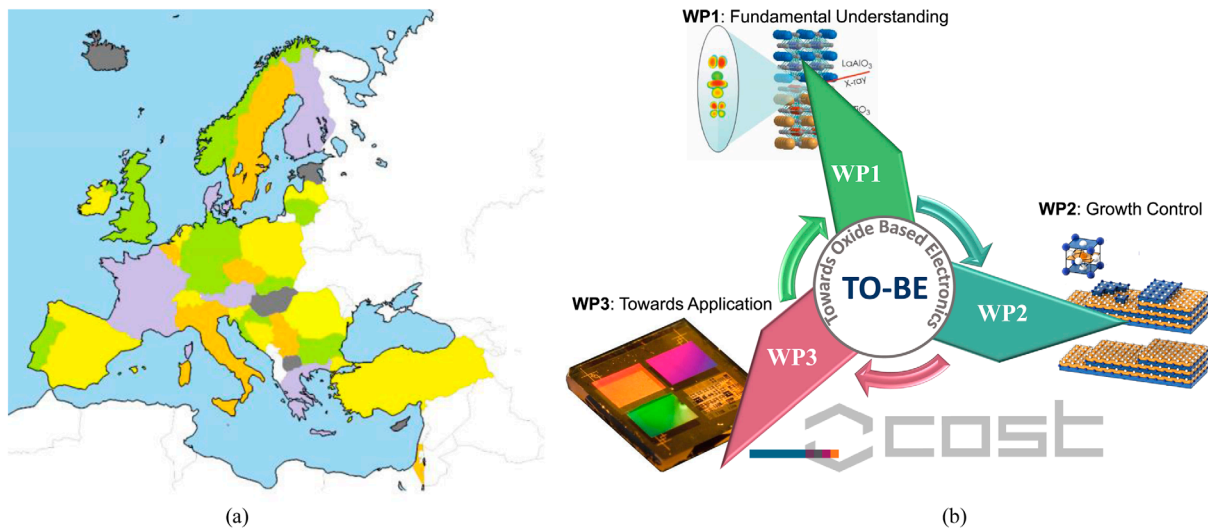 WP1: Fundamental Understanding
LaAlO3
X-ray
WP1
WP2: Growth Control
Towards Oxide Based Electronics
TO-BE
WP2
WP3: Towards Application
WP3
cost
(a)
(b)